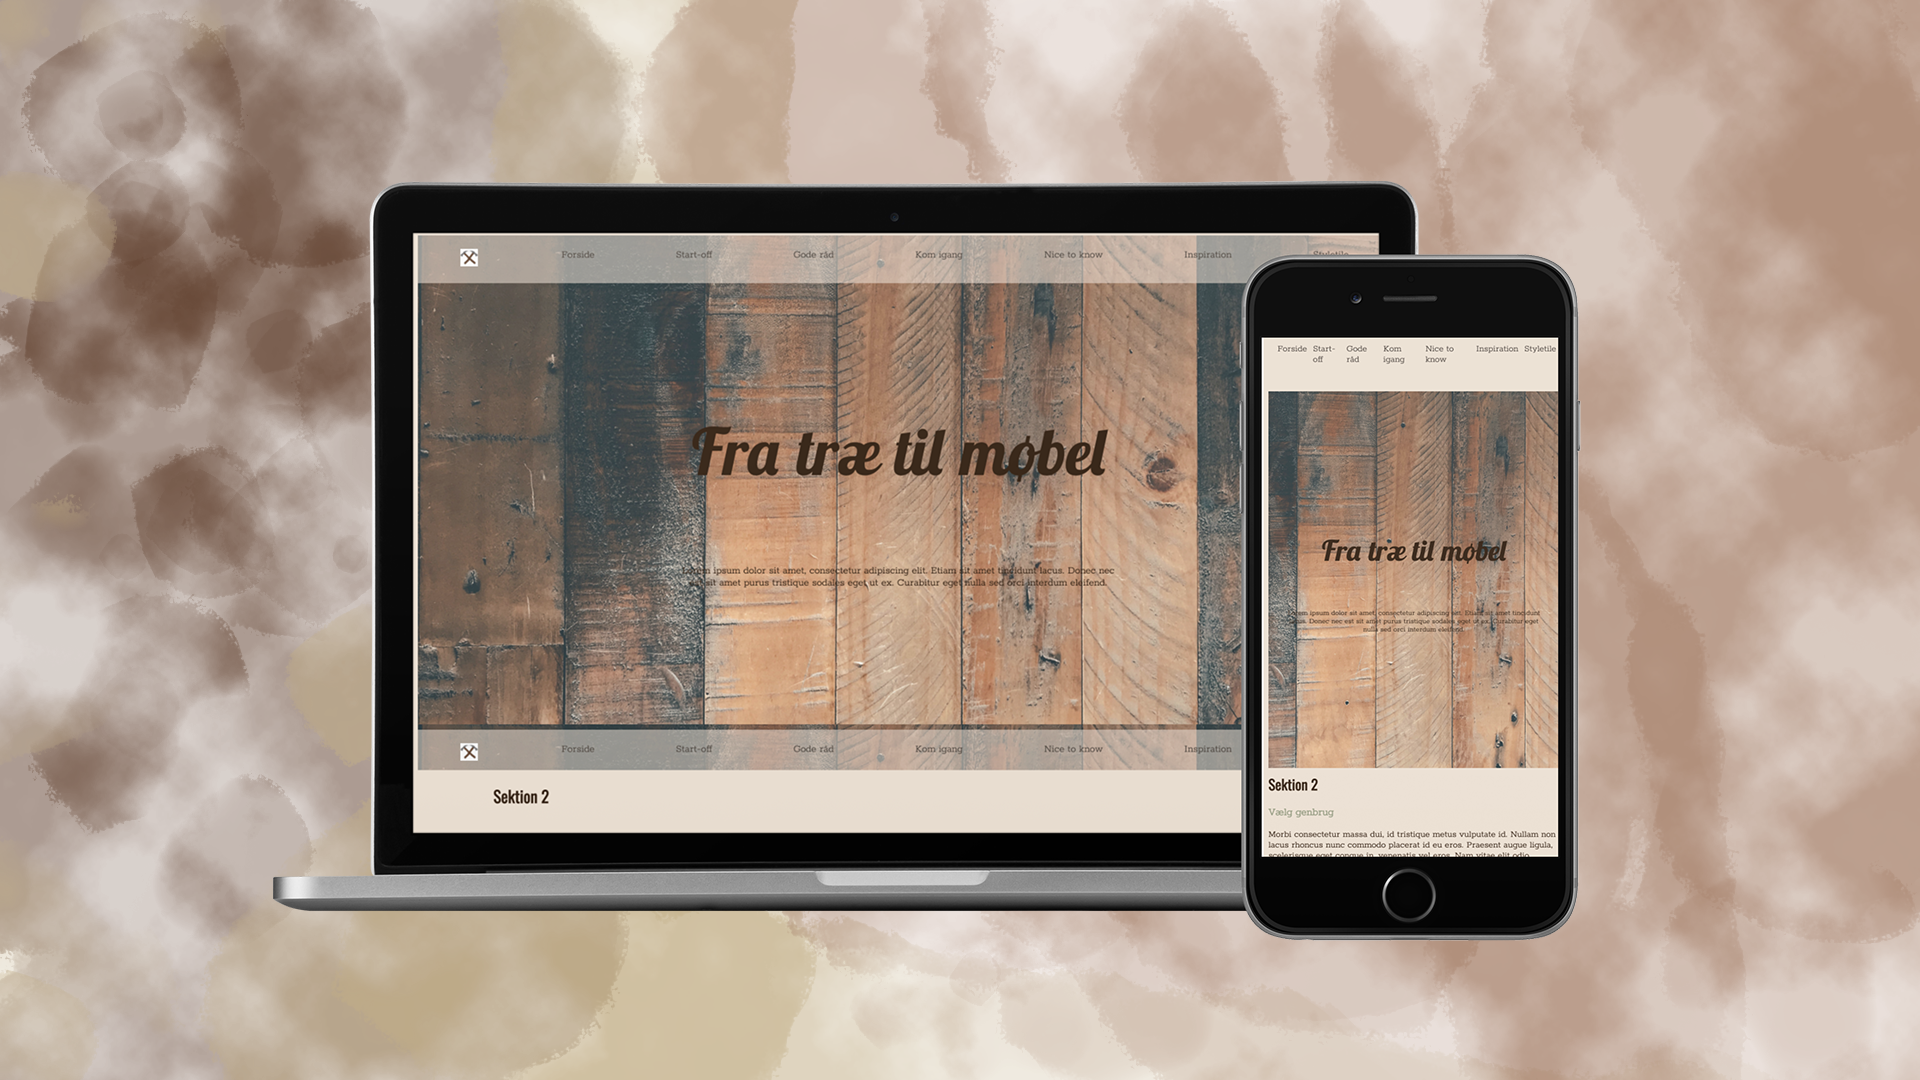 Forside Start-off Gode råd Kom igang Nice to know Inspiration Styletile
Fra træ til møbel
ipsum dolor sit amet, consectetur adipiscing elit. Etiam sit amet tincidunt lacus. Donec nec
sit amet purus tristique sodales eget ut ex. Curabitur eget nulla sed orci interdum eleifend.
Forside Start-off Gode råd Kom igang Nice to know Inspiration
Sektion 2
Forside Start-off Gode råd Kom igang Nice to know Inspiration Styletile
Fra træ til møbel
ipsum dolor sit amet, consectetur adipiscing elit. Etiam sit amet tincidunt
Donec nec est sit amet purus tristique sodales eget ut ex. Curabitur eget
nulla sed orci interdum eleifend.
Sektion 2
Vælg genbrug
Morbi consectetur massa dui, id tristique metus vulputate id. Nullam non
lacus rhoncus nunc commodo placerat id eu eros. Praesent augue ligula,
scelerisque eget congue in, venenatis vel eros. Nam vitae elit odio